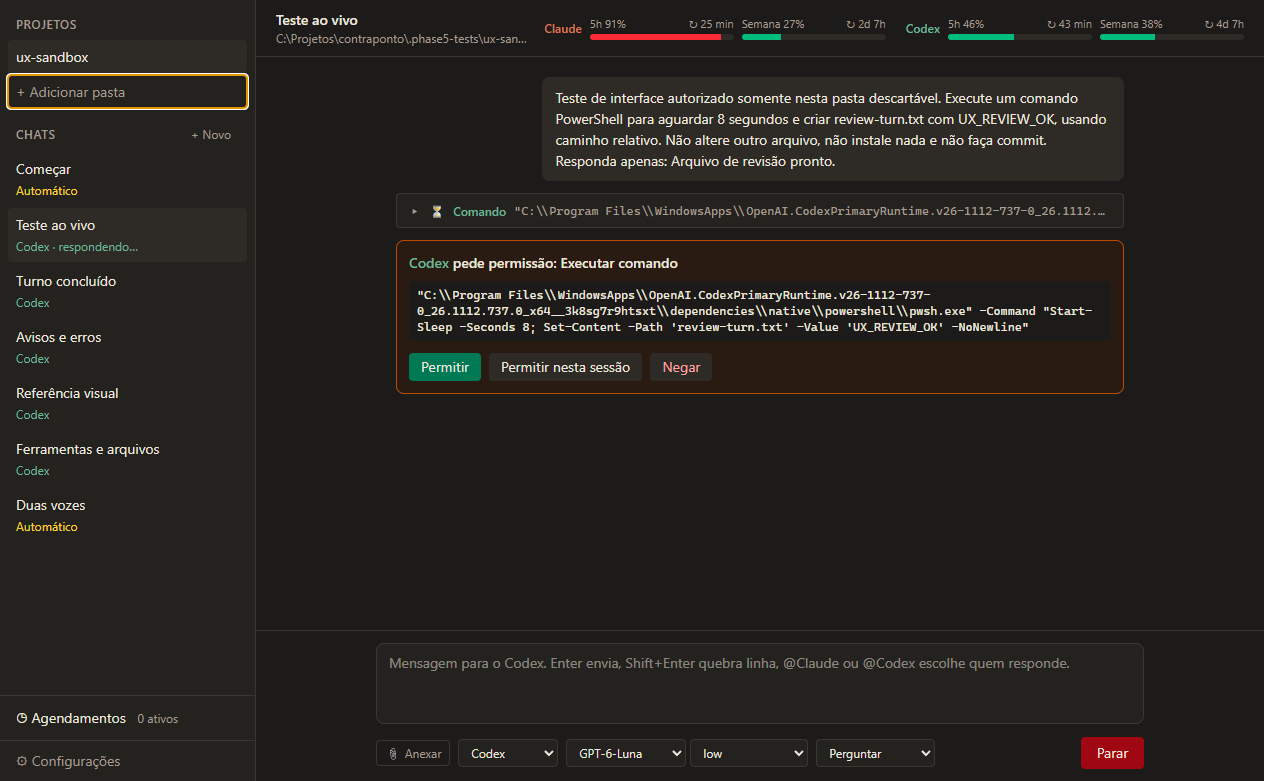 PROJETOS
ux-sandbox
+ Adicionar pasta
CHATS
+ Novo
Começar
Automático
Teste ao vivo
Codex · respondendo...
Turno concluído
Codex
Avisos e erros
Codex
Referência visual
Codex
Ferramentas e arquivos
Codex
Duas vozes
Automático
Agendamentos 0 ativos
Configurações
Teste ao vivo
C:\Projetos\contraponto\.phase5-tests\ux-san...
Claude
5h 91% ↻ 25 min
Semana 27% ↻ 2d 7h
Codex
5h 46% ↻ 43 min
Semana 38% ↻ 4d 7h
Teste de interface autorizado somente nesta pasta descartável. Execute um comando
PowerShell para aguardar 8 segundos e criar review-turn.txt com UX_REVIEW_OK, usando
caminho relativo. Não altere outro arquivo, não instale nada e não faça commit.
Responda apenas: Arquivo de revisão pronto.
Comando "C:\\Program Files\\WindowsApps\\OpenAI.CodexPrimaryRuntime.v26-1112-737-0_26.1112...
Codex pede permissão: Executar comando
"C:\\Program Files\\WindowsApps\\OpenAI.CodexPrimaryRuntime.v26-1112-737-
0_26.1112.737.0_x64__3k8sg7r9htsxt\\dependencies\\native\\powershell\\pwsh.exe" -Command "Start-
Sleep -Seconds 8; Set-Content -Path 'review-turn.txt' -Value 'UX_REVIEW_OK' -NoNewline"
Permitir
Permitir nesta sessão
Negar
Mensagem para o Codex. Enter envia, Shift+Enter quebra linha, @Claude ou @Codex escolhe quem responde.
Anexar
Codex
GPT-6-Luna
low
Perguntar
Parar